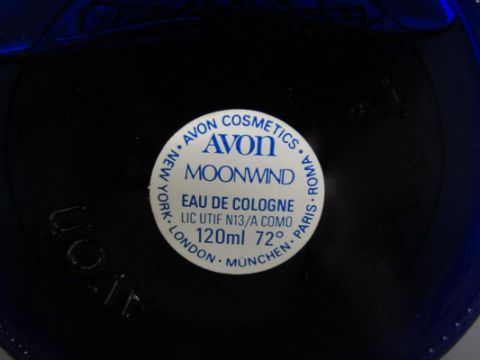 · AVON COSMETICS ·
NEW YORK · LONDON · MÜNCHEN · PARIS · ROMA
AVON
MOONWIND
EAU DE COLOGNE
LIC UTIF N13/A COMO
120ml 72°
AVON